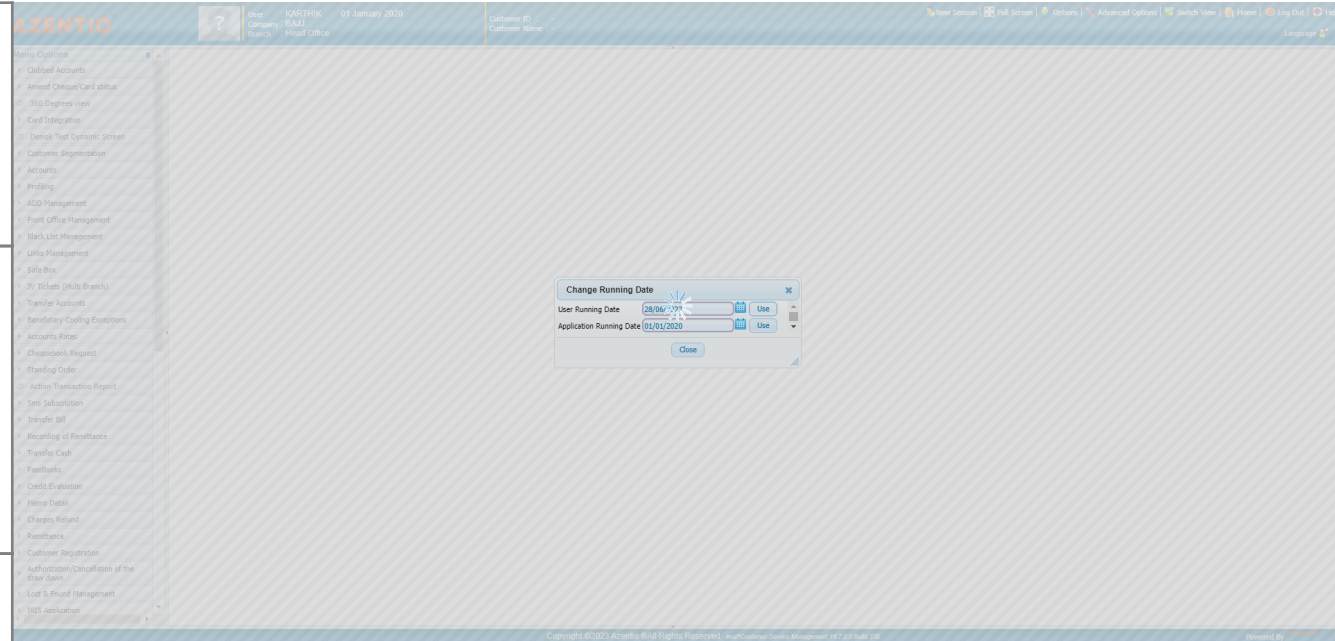 AZENTIO
?
User KARTHIK 01 January 2020
Company BAJJ
Branch Head Office
Customer ID :
Customer Name :
New Session | Full Screen | Options | Advanced Options | Switch View | Home | Log Out |
Language
Menu Options
Clubbed Accounts
Amend Cheque/Card status
360 Degrees view
Card Integration
Denisk Test Dynamic Screen
Customer Segmentation
Accounts
Profiling
ADD Management
Front Office Management
Black List Management
Links Management
Safe Box
JV Tickets (Multi Branch)
Transfer Accounts
Beneficiary Cooling Exceptions
Accounts Rates
Chequebook Request
Standing Order
Action Transaction Report
Sms Subscription
Transfer Bill
Recording of Remittance
Transfer Cash
PassBooks
Credit Evaluation
Memo Detail
Charges Refund
Remittance
Customer Registration
Authorization/Cancellation of the
draw down
Lost & Found Management
IRIS Application
Change Running Date
User Running Date 28/06/ Use
Application Running Date 01/01/2020 Use
Close
Copyright ©2023 Azentio ®All Rights Reserved.
Powered By